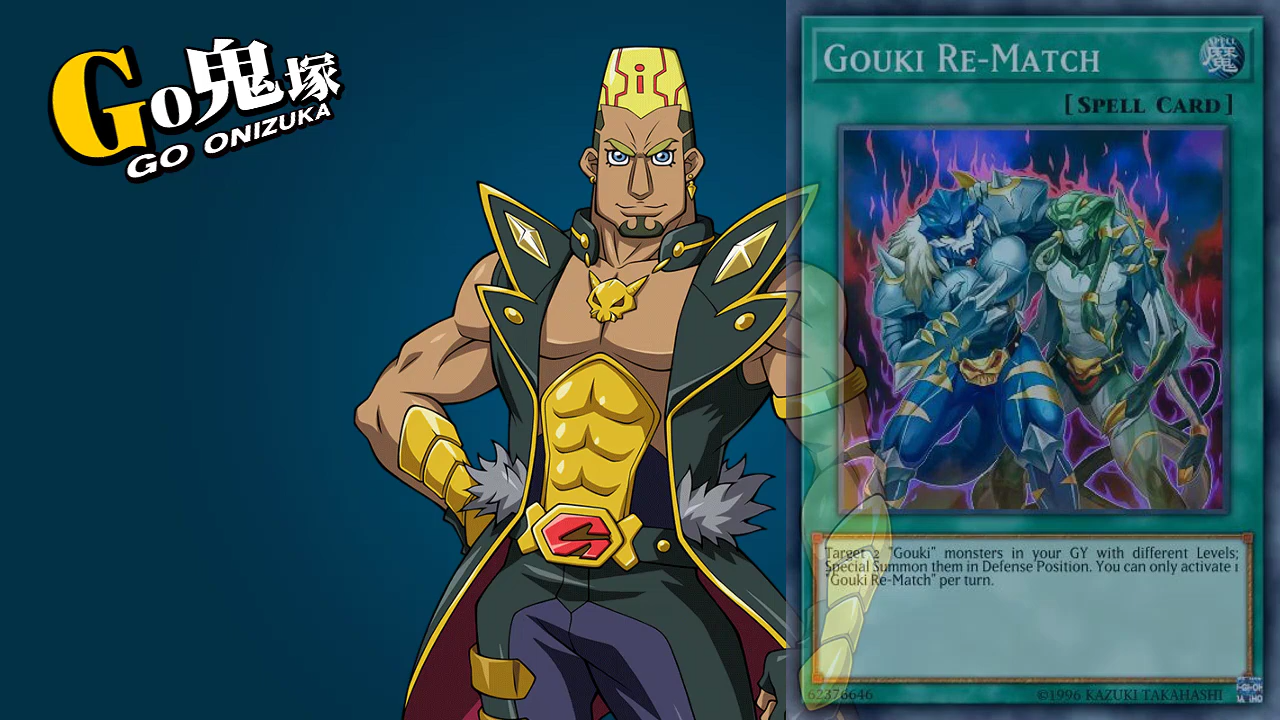 Go鬼塚
GO ONIZUKA
GOUKI RE-MATCH
SPELL
魔
[SPELL CARD]
Target 2 "Gouki" monsters in your GY with different Levels;
Special Summon them in Defense Position. You can only activate 1
"Gouki Re-Match" per turn.
62376646
©1996 KAZUKI TAKAHASHI